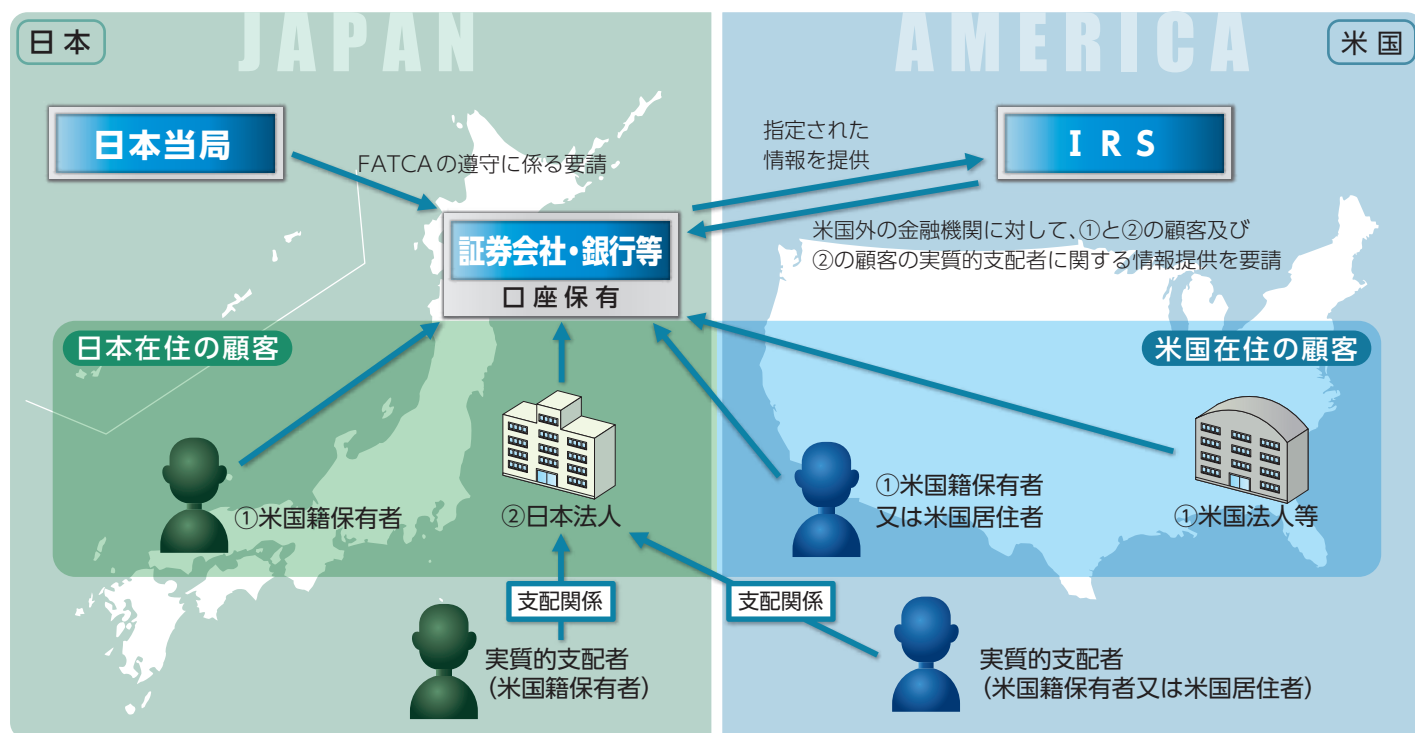 日本
JAPAN
AMERICA
米国
日本当局
FATCAの遵守に係る要請
指定された
情報を提供
IRS
証券会社・銀行等
口座保有
米国外の金融機関に対して、①と②の顧客及び
②の顧客の実質的支配者に関する情報提供を要請
日本在住の顧客
米国在住の顧客
①米国籍保有者
②日本法人
①米国籍保有者
又は米国居住者
①米国法人等
支配関係
支配関係
実質的支配者
（米国籍保有者）
実質的支配者
（米国籍保有者又は米国居住者）